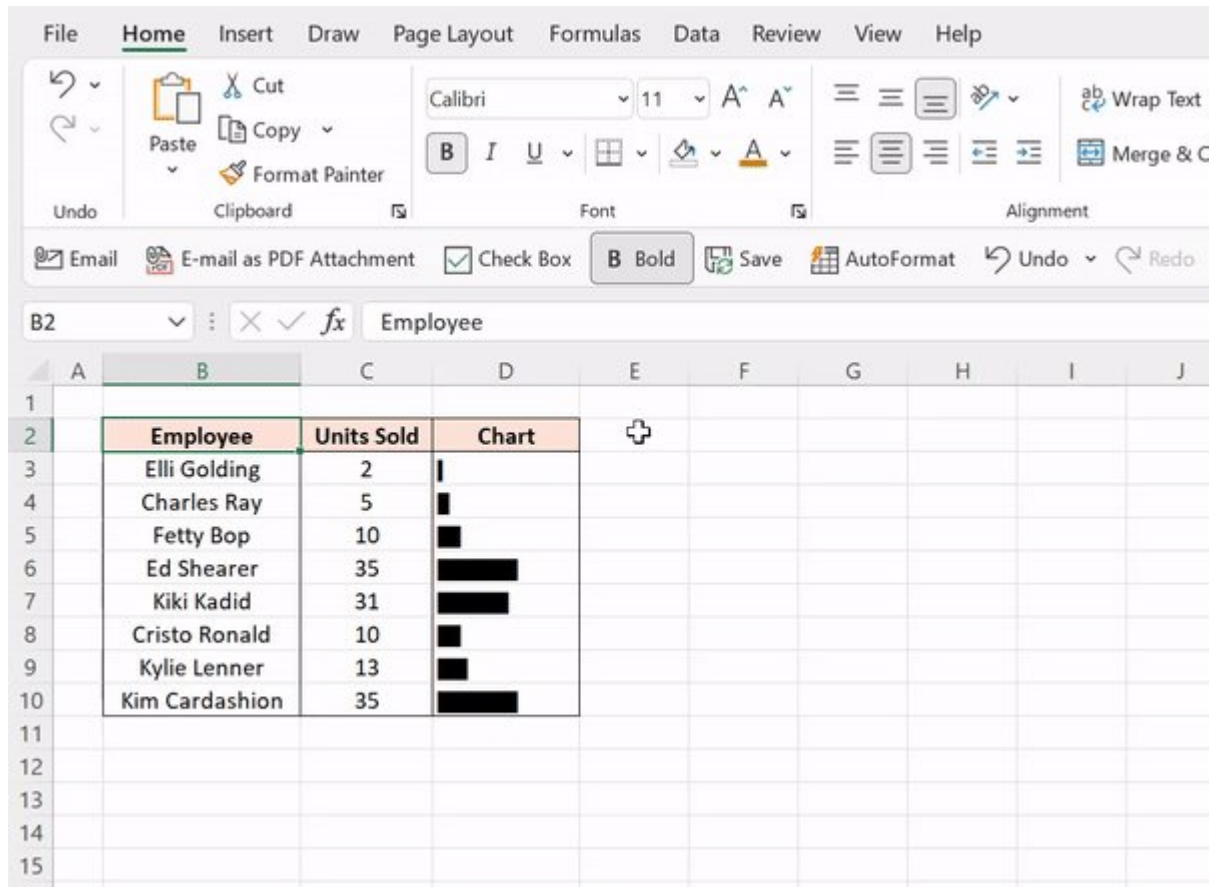 File Home Insert Draw Page Layout Formulas Data Review View Help
Cut
Calibri 11 A A ab Wrap Text
Copy
Paste B I U A Merge & C
Format Painter
Undo Clipboard Font Alignment
Email E-mail as PDF Attachment Check Box B Bold Save AutoFormat Undo Redo
B2 fx Employee
A B C D E F G H I J
1
2 Employee Units Sold Chart
3 Elli Golding 2
4 Charles Ray 5
5 Fetty Bop 10
6 Ed Shearer 35
7 Kiki Kadid 31
8 Cristo Ronald 10
9 Kylie Lenner 13
10 Kim Cardashion 35
11
12
13
14
15